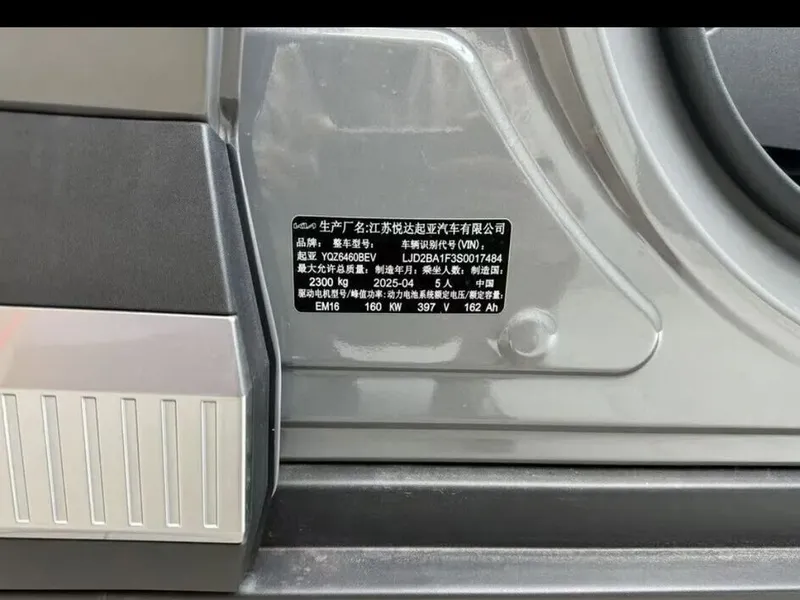 KIA 生产厂名:江苏悦达起亚汽车有限公司
品牌: 整车型号: 车辆识别代号(VIN):
起亚 YQZ6460BEV LJD2BA1F3S0017484
最大允许总质量: 制造年月: 乘坐人数: 制造国:
2300 kg 2025-04 5人 中国
驱动电机型号/峰值功率:动力电池系统额定电压/额定容量:
EM16 160 KW 397 V 162 Ah